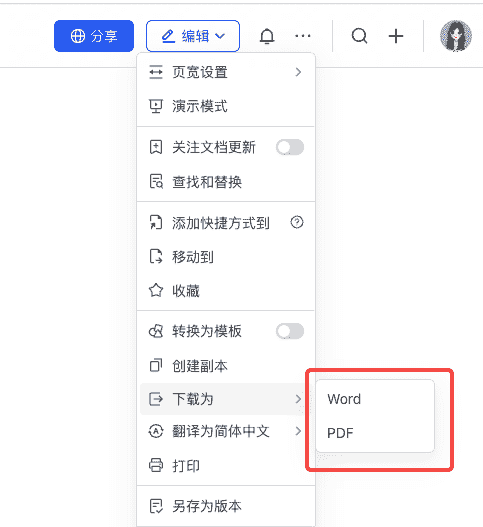 分享
编辑
页宽设置
演示模式
关注文档更新
查找和替换
添加快捷方式到
移动到
收藏
转换为模板
创建副本
下载为
Word
翻译为简体中文
PDF
打印
另存为版本